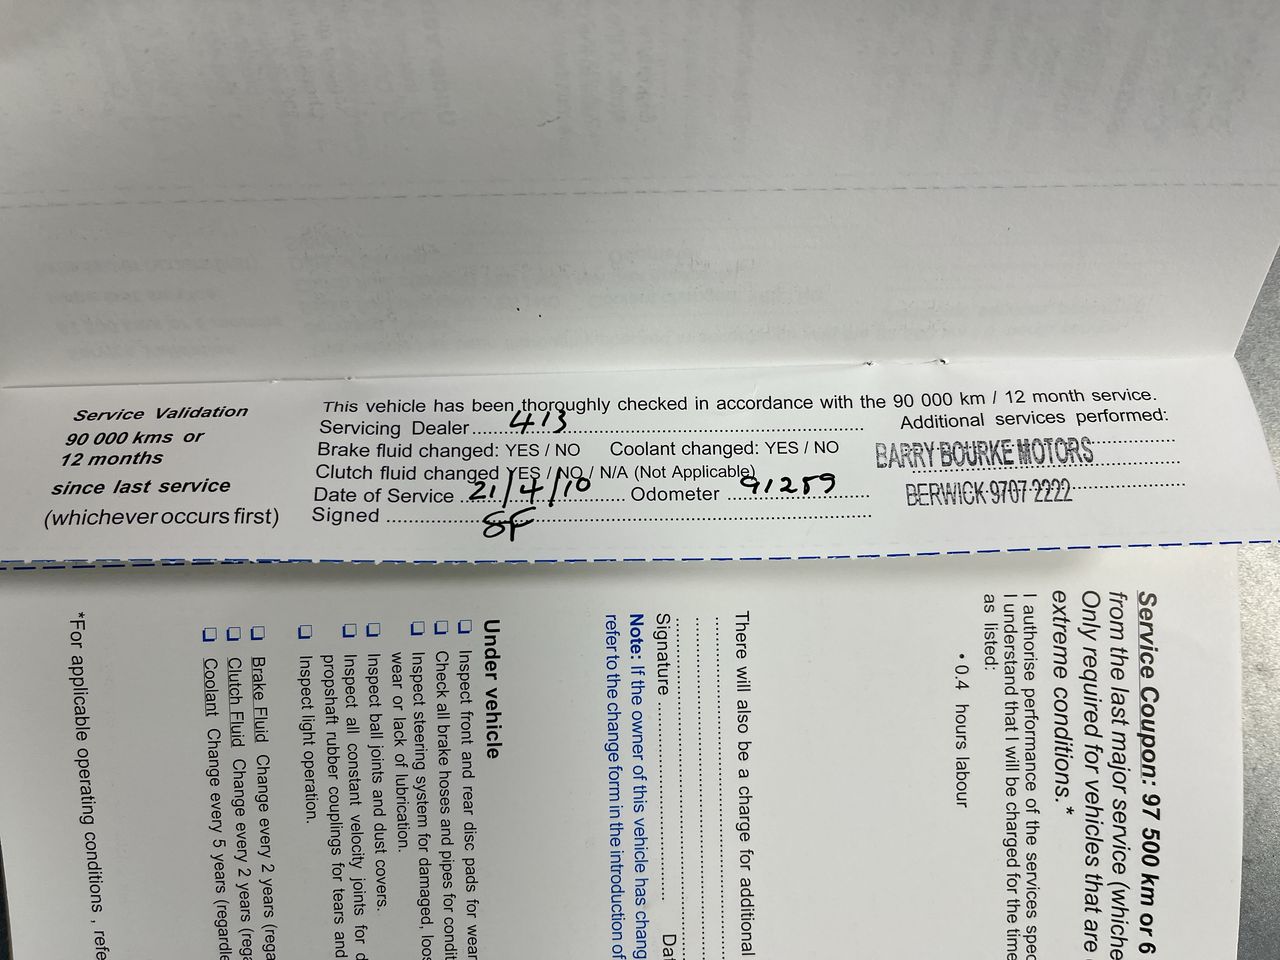 Service Validation
90 000 kms or
12 months
since last service
(whichever occurs first)
This vehicle has been thoroughly checked in accordance with the 90 000 km / 12 month service.
Servicing Dealer 413
Brake fluid changed: YES / NO Coolant changed: YES / NO
Clutch fluid changed YES / NO / N/A (Not Applicable)
Date of Service 21/4/10 Odometer 91259
Signed SF
Additional services performed:
BARRY BOURKE MOTORS
BERWICK 9707 2222
Service Coupon: 97 500 km or 6
from the last major service (whiche
Only required for vehicles that are
extreme conditions.*
I authorise performance of the services spec
I understand that I will be charged for the time
as listed:
• 0.4 hours labour
There will also be a charge for additional
Signature Dat
Note: If the owner of this vehicle has chang
refer to the change form in the introduction of
Under vehicle
❑ Inspect front and rear disc pads for wear
❑ Check all brake hoses and pipes for condit
❑ Inspect steering system for damaged, loos
wear or lack of lubrication.
❑ Inspect ball joints and dust covers.
❑ Inspect all constant velocity joints for d
propshaft rubber couplings for tears and
❑ Inspect light operation.
❑ Brake Fluid Change every 2 years (rega
❑ Clutch Fluid Change every 2 years (rega
❑ Coolant Change every 5 years (regardle
*For applicable operating conditions , refe